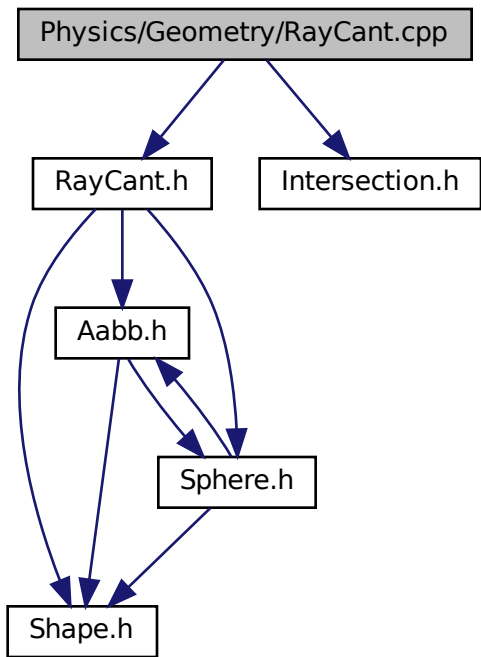 Physics/Geometry/RayCant.cpp
RayCant.h
Intersection.h
Aabb.h
Sphere.h
Shape.h